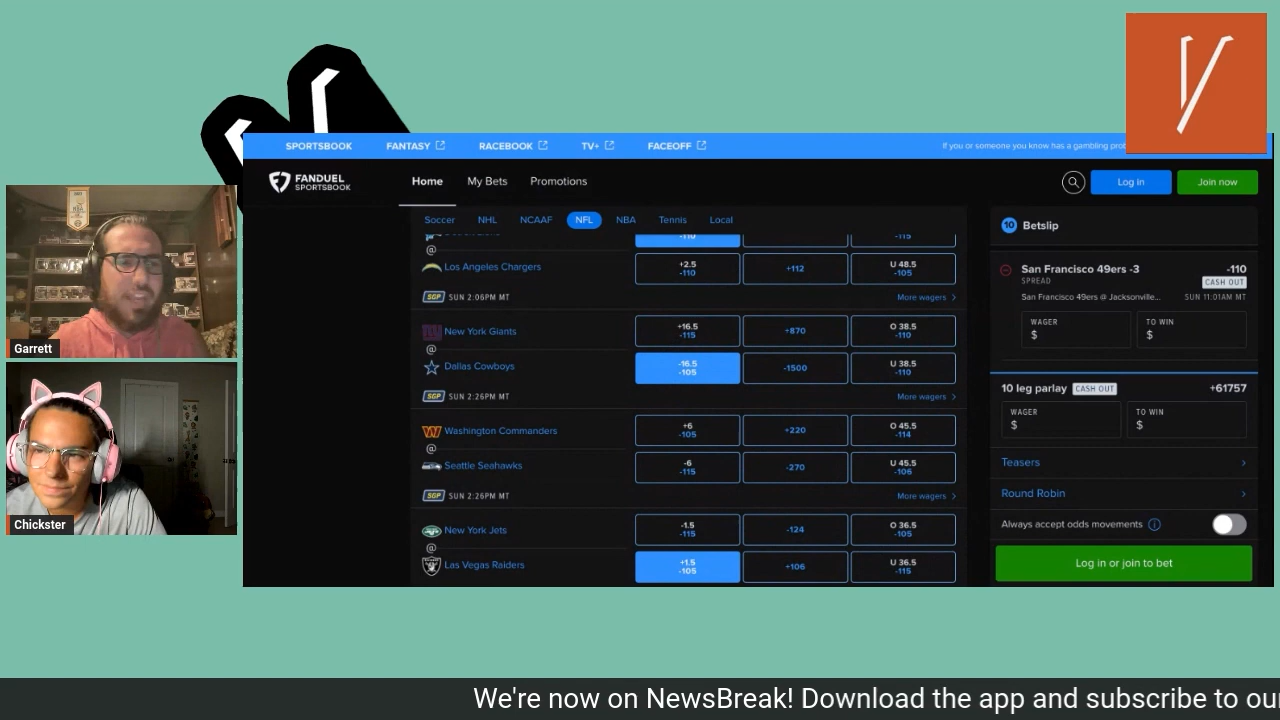 SPORTSBOOK FANTASY RACEBOOK TV+ FACEOFF
If you or someone you know has a gambling prob
FANDUEL
SPORTSBOOK
Home My Bets Promotions
Log in Join now
Soccer NHL NCAAF NFL NBA Tennis Local
-110 -115
@
Los Angeles Chargers
+2.5
-110
+112
U 48.5
-105
SGP SUN 2:06PM MT More wagers
New York Giants
+16.5
-115
+870
O 38.5
-110
@
Dallas Cowboys
-16.5
-105
-1500
U 38.5
-110
SGP SUN 2:26PM MT More wagers
Washington Commanders
+6
-105
+220
O 45.5
-114
@
Seattle Seahawks
-6
-115
-270
U 45.5
-106
SGP SUN 2:26PM MT More wagers
New York Jets
-1.5
-115
-124
O 36.5
-105
@
Las Vegas Raiders
+1.5
-105
+106
U 36.5
-115
10 Betslip
San Francisco 49ers -3 -110
SPREAD CASH OUT
San Francisco 49ers @ Jacksonville... SUN 11:01AM MT
WAGER TO WIN
$ $
10 leg parlay CASH OUT +61757
WAGER TO WIN
$ $
Teasers
Round Robin
Always accept odds movements
Log in or join to bet
Garrett
Chickster
We're now on NewsBreak! Download the app and subscribe to ou